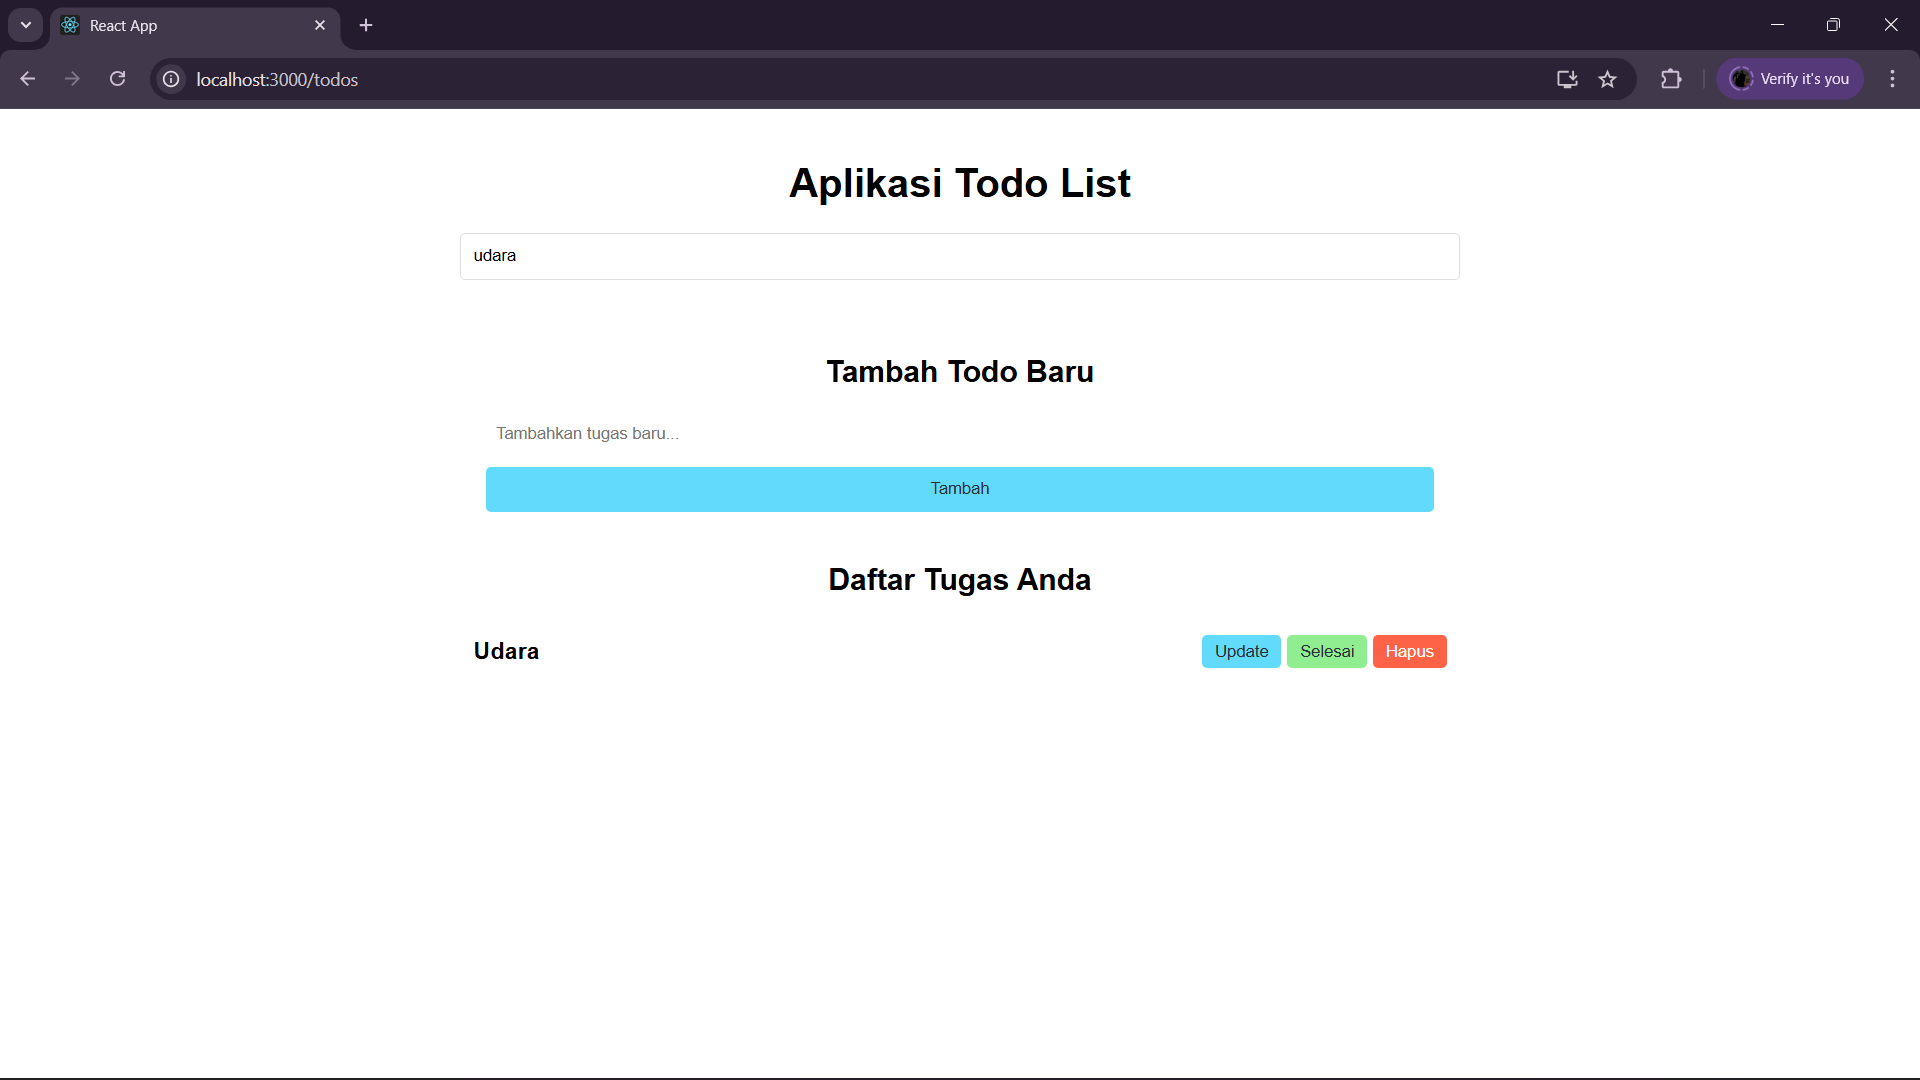 React App
localhost:3000/todos
Verify it's you
Aplikasi Todo List
udara
Tambah Todo Baru
Tambahkan tugas baru...
Tambah
Daftar Tugas Anda
Udara Update Selesai Hapus